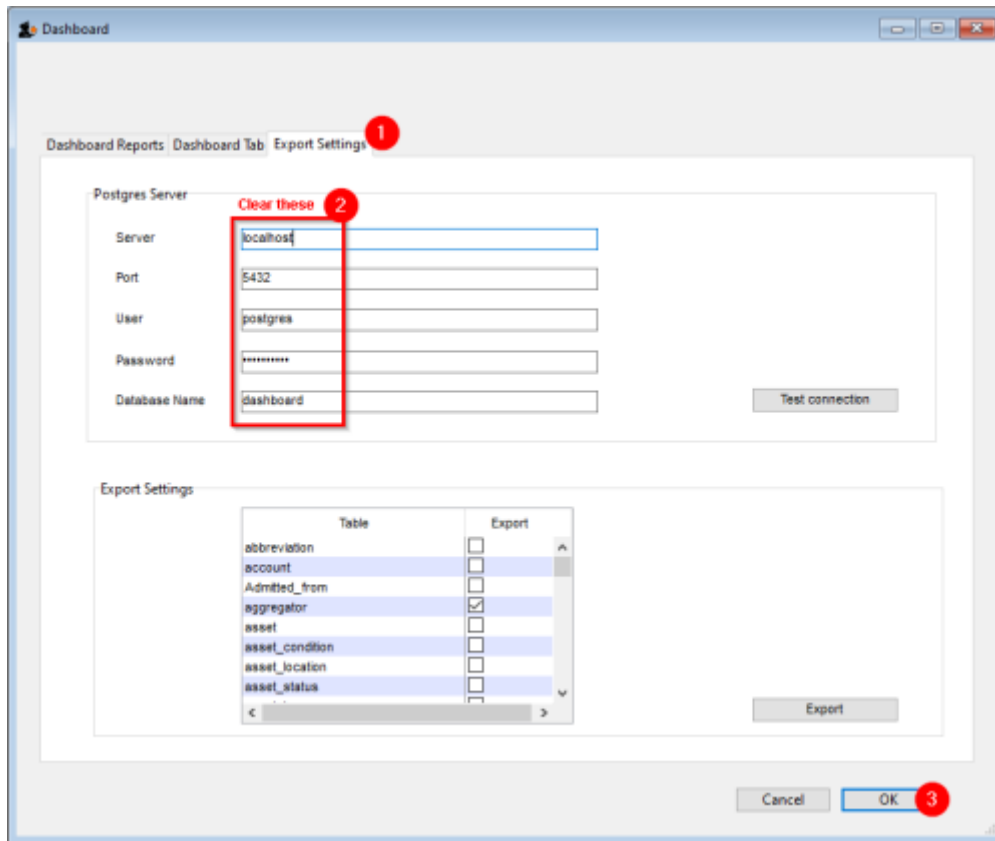 Dashboard
Dashboard Reports Dashboard Tab Export Settings 1
Postgres Server
Clear these 2
Server localhost
Port 5432
User postgres
Password •••••••••••
Database Name dashboard
Test connection
Export Settings
Table Export
abbreviation
account
Admitted_from
aggregator
asset
asset_condition
asset_location
asset_status
Export
Cancel OK 3